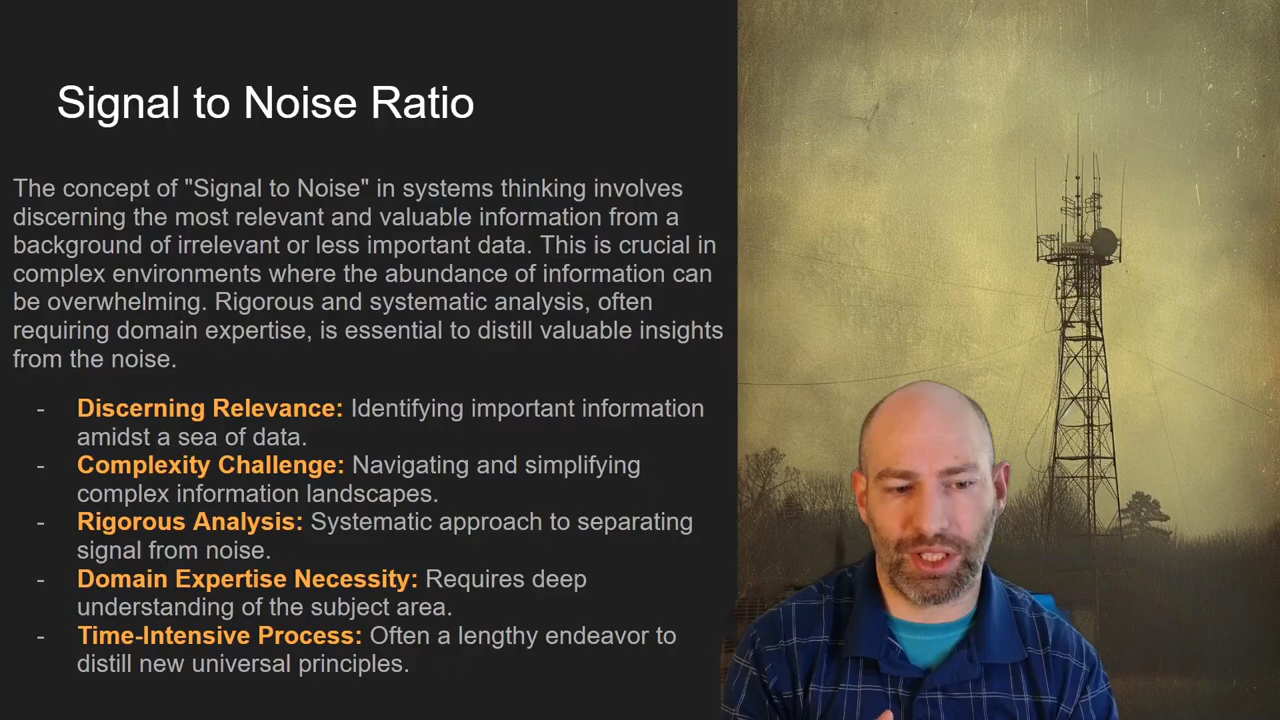 Signal to Noise Ratio
The concept of "Signal to Noise" in systems thinking involves
discerning the most relevant and valuable information from a
background of irrelevant or less important data. This is crucial in
complex environments where the abundance of information can
be overwhelming. Rigorous and systematic analysis, often
requiring domain expertise, is essential to distill valuable insights
from the noise.
- Discerning Relevance: Identifying important information
amidst a sea of data.
- Complexity Challenge: Navigating and simplifying
complex information landscapes.
- Rigorous Analysis: Systematic approach to separating
signal from noise.
- Domain Expertise Necessity: Requires deep
understanding of the subject area.
- Time-Intensive Process: Often a lengthy endeavor to
distill new universal principles.